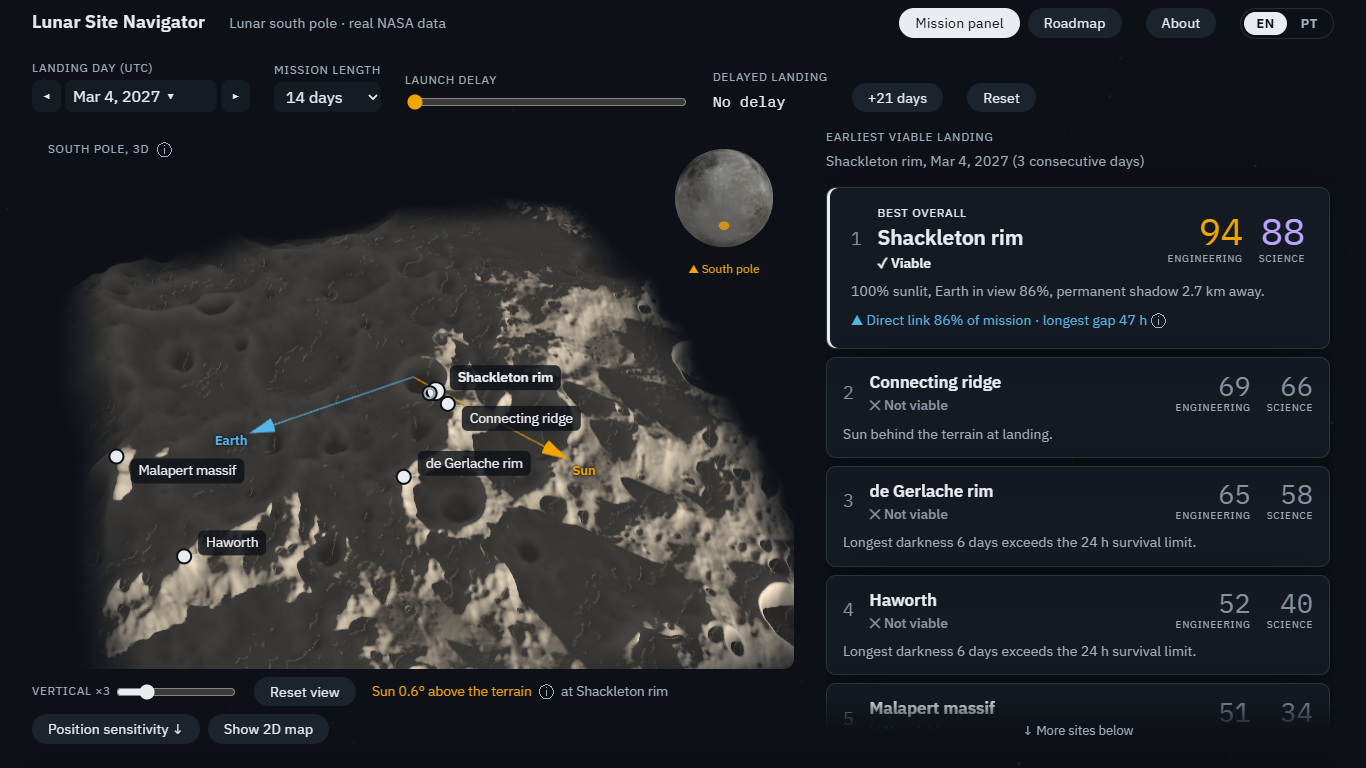 Lunar Site Navigator
Lunar south pole · real NASA data
Mission panel
Roadmap
About
EN
PT
LANDING DAY (UTC)
◂
Mar 4, 2027 ▾
▸
MISSION LENGTH
14 days
LAUNCH DELAY
DELAYED LANDING
No delay
+21 days
Reset
SOUTH POLE, 3D ⓘ
▲ South pole
Shackleton rim
Connecting ridge
Earth
Sun
Malapert massif
de Gerlache rim
Haworth
VERTICAL ×3
Reset view
Sun 0.6° above the terrain ⓘ at Shackleton rim
Position sensitivity ↓
Show 2D map
EARLIEST VIABLE LANDING
Shackleton rim, Mar 4, 2027 (3 consecutive days)
BEST OVERALL
1
Shackleton rim
✓ Viable
94
ENGINEERING
88
SCIENCE
100% sunlit, Earth in view 86%, permanent shadow 2.7 km away.
▲ Direct link 86% of mission · longest gap 47 h ⓘ
2
Connecting ridge
✕ Not viable
69
ENGINEERING
66
SCIENCE
Sun behind the terrain at landing.
3
de Gerlache rim
✕ Not viable
65
ENGINEERING
58
SCIENCE
Longest darkness 6 days exceeds the 24 h survival limit.
4
Haworth
✕ Not viable
52
ENGINEERING
40
SCIENCE
Longest darkness 6 days exceeds the 24 h survival limit.
5
Malapert massif
51
34
↓ More sites below